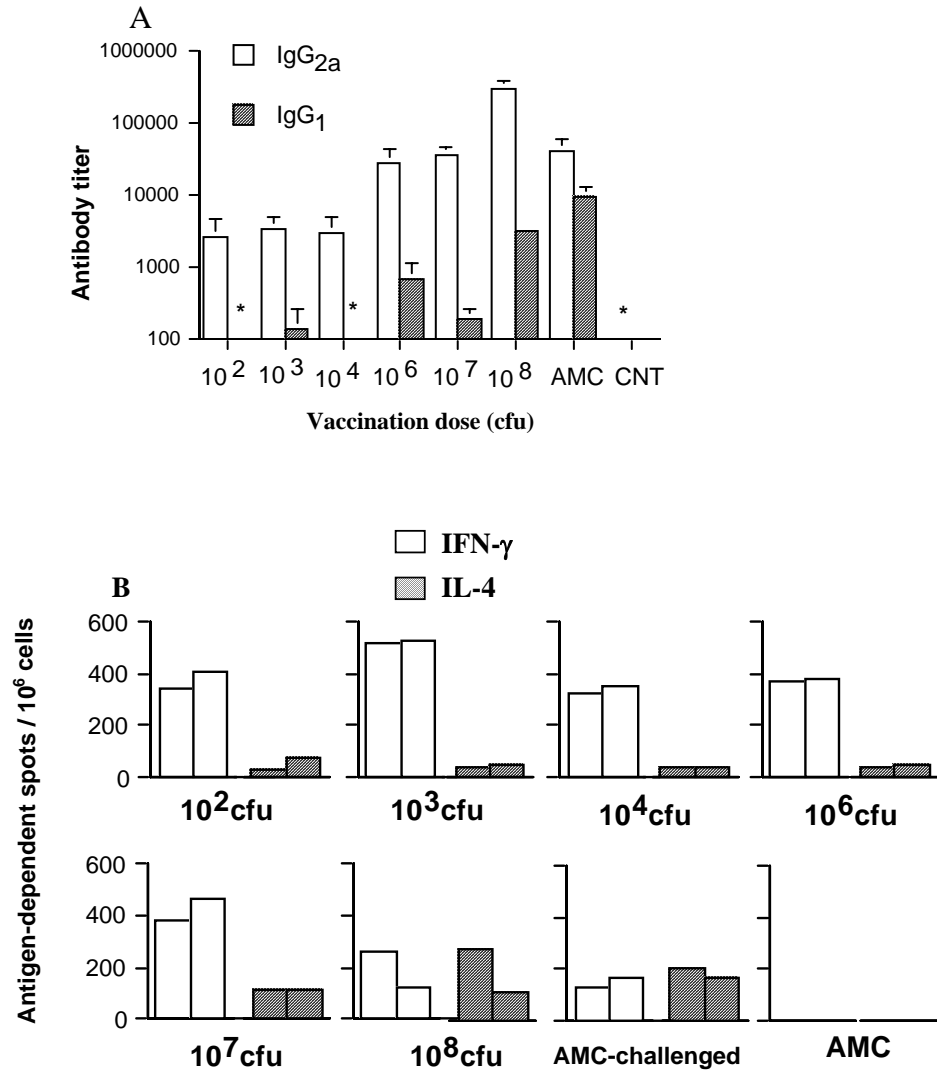 A
1000000
100000
10000
1000
100
Antibody titer
IgG2a
IgG1
* * *
10 2 10 3 10 4 10 6 10 7 10 8 AMC CNT
Vaccination dose (cfu)
IFN-γ
IL-4
B
Antigen-dependent spots / 10⁶ cells
600
400
200
0
10²cfu 10³cfu 10⁴cfu 10⁶cfu
600
400
200
0
10⁷cfu 10⁸cfu AMC-challenged AMC